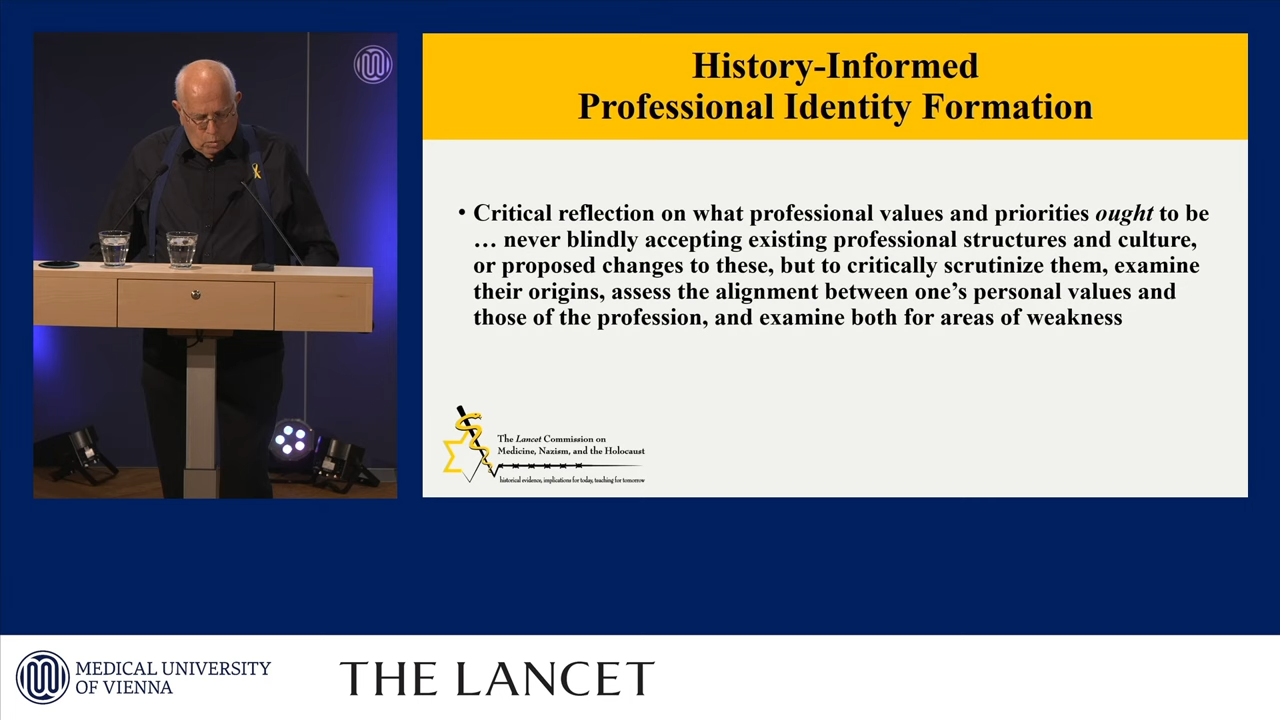 History-Informed
Professional Identity Formation
• Critical reflection on what professional values and priorities ought to be
… never blindly accepting existing professional structures and culture,
or proposed changes to these, but to critically scrutinize them, examine
their origins, assess the alignment between one’s personal values and
those of the profession, and examine both for areas of weakness
The Lancet Commission on
Medicine, Nazism, and the Holocaust
historical evidence, implications for today, teaching for tomorrow
MEDICAL UNIVERSITY
OF VIENNA
THE LANCET